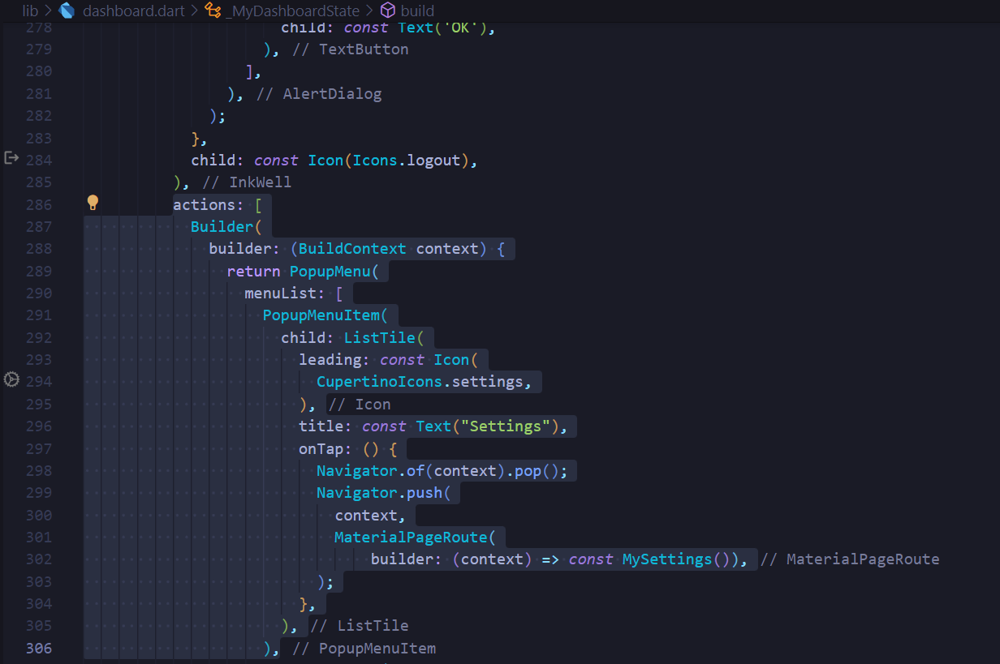 lib > dashboard.dart > _MyDashboardState > build
278 child: const Text('OK'),
279 ), // TextButton
280 ],
281 ), // AlertDialog
282 );
283 },
284 child: const Icon(Icons.logout),
285 ), // InkWell
286 actions: [
287 Builder(
288 builder: (BuildContext context) {
289 return PopupMenu(
290 menuList: [
291 PopupMenuItem(
292 child: ListTile(
293 leading: const Icon(
294 CupertinoIcons.settings,
295 ), // Icon
296 title: const Text("Settings"),
297 onTap: () {
298 Navigator.of(context).pop();
299 Navigator.push(
300 context,
301 MaterialPageRoute(
302 builder: (context) => const MySettings()), // MaterialPageRoute
303 );
304 },
305 ), // ListTile
306 ), // PopupMenuItem